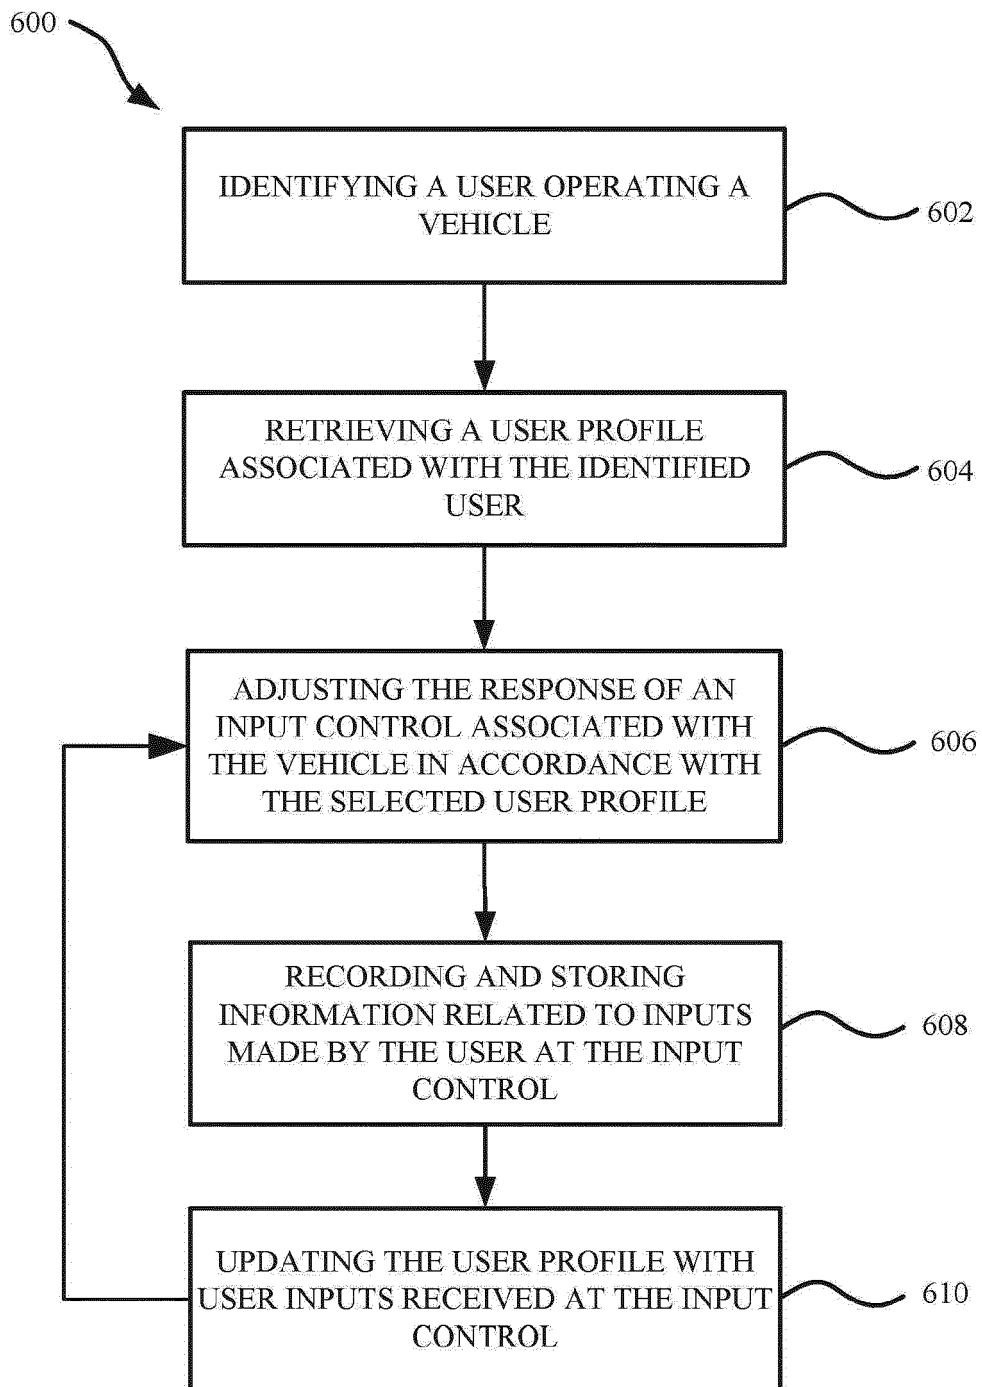 600
IDENTIFYING A USER OPERATING A
VEHICLE
602
RETRIEVING A USER PROFILE
ASSOCIATED WITH THE IDENTIFIED
USER
604
ADJUSTING THE RESPONSE OF AN
INPUT CONTROL ASSOCIATED WITH
THE VEHICLE IN ACCORDANCE WITH
THE SELECTED USER PROFILE
606
RECORDING AND STORING
INFORMATION RELATED TO INPUTS
MADE BY THE USER AT THE INPUT
CONTROL
608
UPDATING THE USER PROFILE WITH
USER INPUTS RECEIVED AT THE INPUT
CONTROL
610